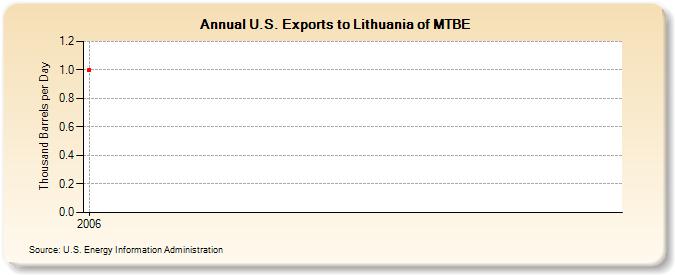 Annual U.S. Exports to Lithuania of MTBE
Thousand Barrels per Day
1.2
1.0
0.8
0.6
0.4
0.2
0.0
2006
Source: U.S. Energy Information Administration